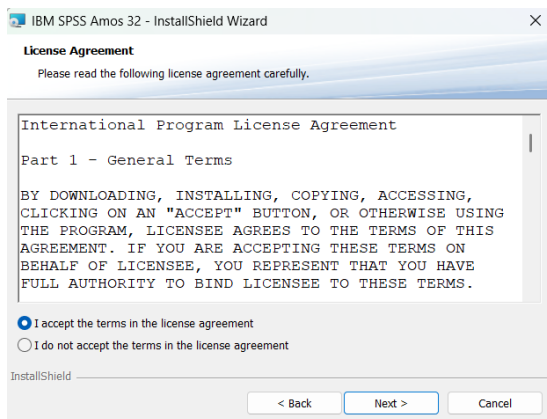 IBM SPSS Amos 32 - InstallShield Wizard
License Agreement
Please read the following license agreement carefully.
International Program License Agreement
Part 1 - General Terms
BY DOWNLOADING, INSTALLING, COPYING, ACCESSING,
CLICKING ON AN "ACCEPT" BUTTON, OR OTHERWISE USING
THE PROGRAM, LICENSEE AGREES TO THE TERMS OF THIS
AGREEMENT. IF YOU ARE ACCEPTING THESE TERMS ON
BEHALF OF LICENSEE, YOU REPRESENT THAT YOU HAVE
FULL AUTHORITY TO BIND LICENSEE TO THESE TERMS.
I accept the terms in the license agreement
I do not accept the terms in the license agreement
InstallShield
< Back Next > Cancel